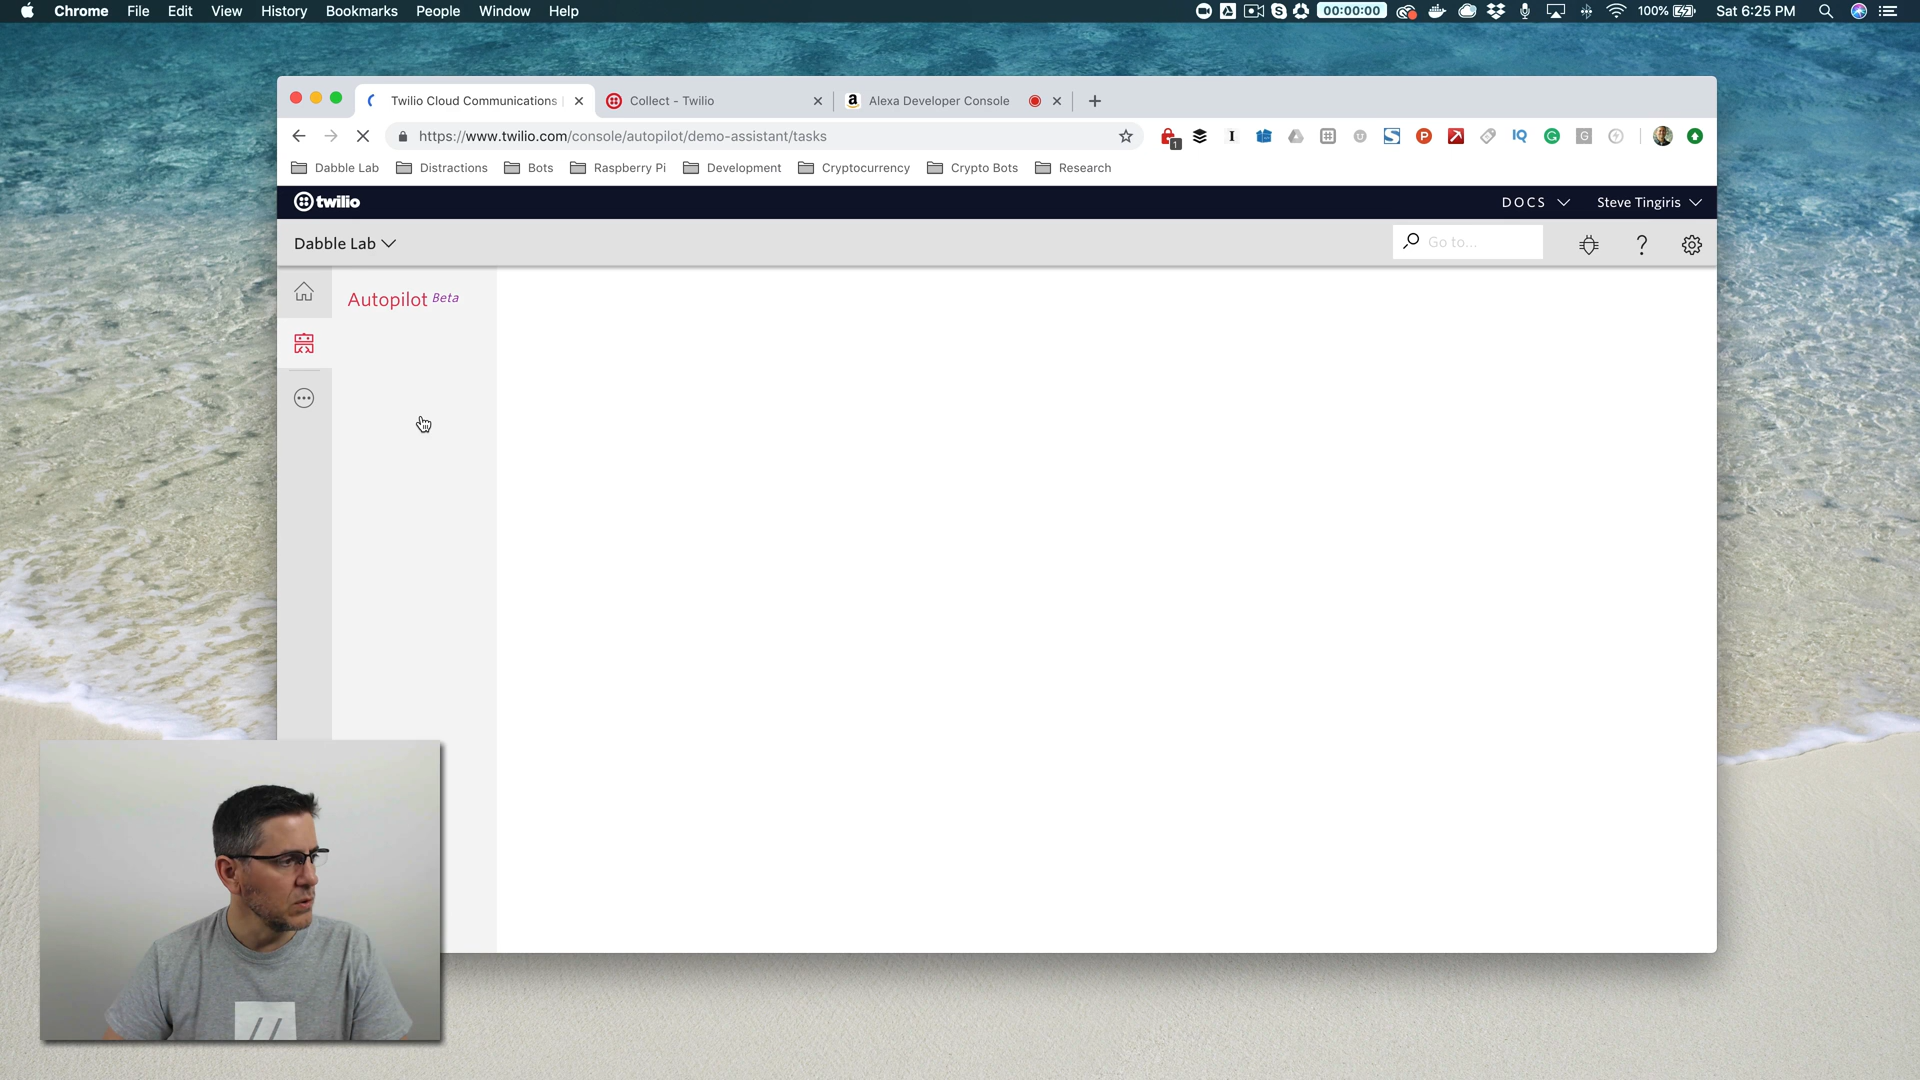 Chrome File Edit View History Bookmarks People Window Help
00:00:00 100% Sat 6:25 PM
Twilio Cloud Communications |
Collect - Twilio
Alexa Developer Console
https://www.twilio.com/console/autopilot/demo-assistant/tasks
1
I
P
IQ
G
G
Dabble Lab Distractions Bots Raspberry Pi Development Cryptocurrency Crypto Bots Research
twilio
DOCS Steve Tingiris
Dabble Lab
Go to...
?
Autopilot Beta
//